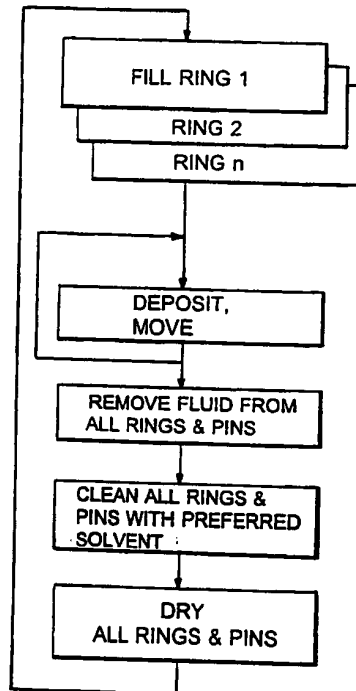 FILL RING 1
RING 2
RING n
DEPOSIT,
MOVE
REMOVE FLUID FROM
ALL RINGS & PINS
CLEAN ALL RINGS &
PINS WITH PREFERRED
SOLVENT
DRY
ALL RINGS & PINS